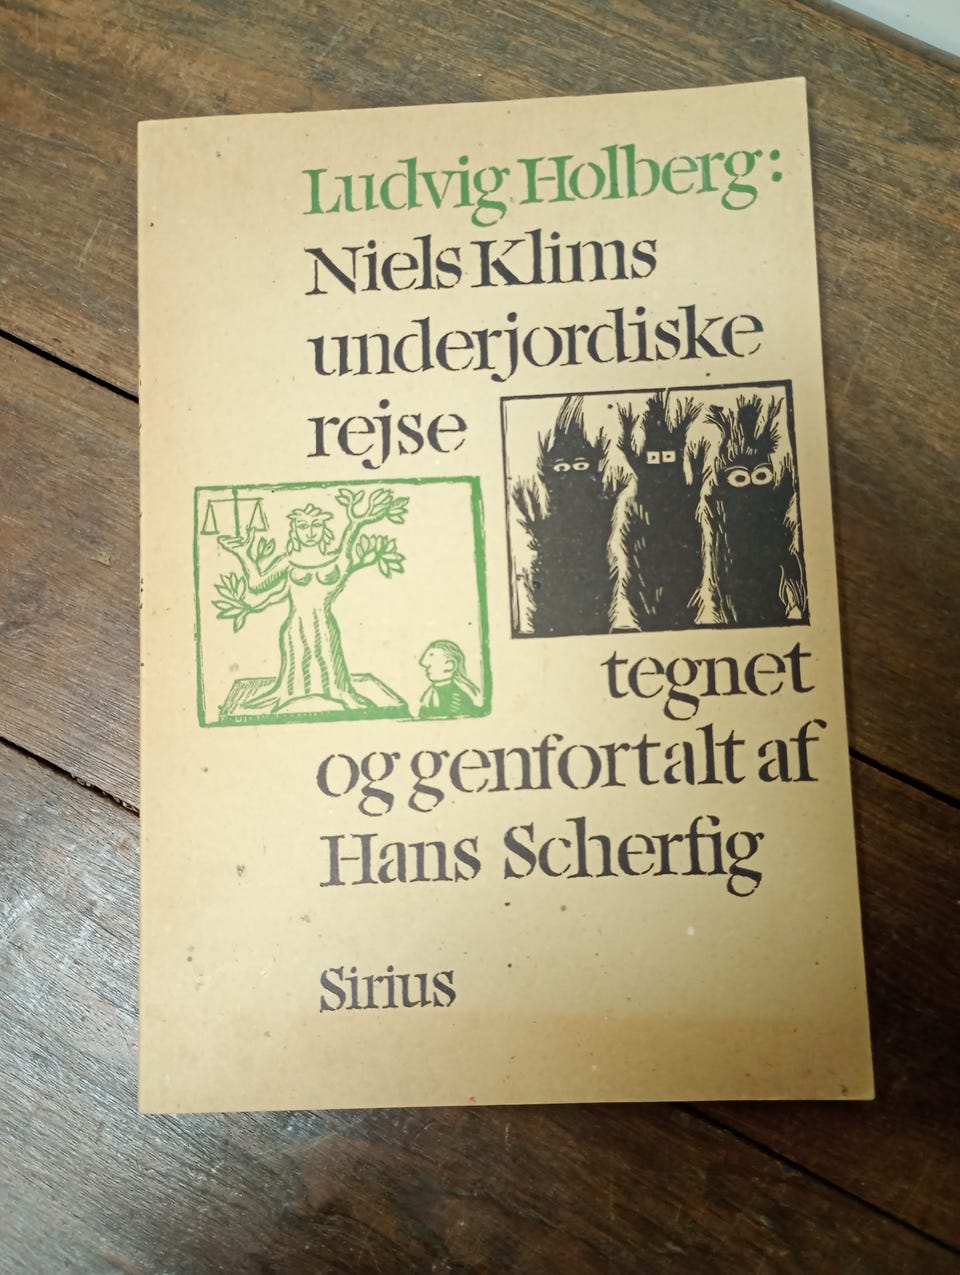 Ludvig Holberg:
Niels Klims
underjordiske
rejse
tegnet
og genfortalt af
Hans Scherfig
Sirius